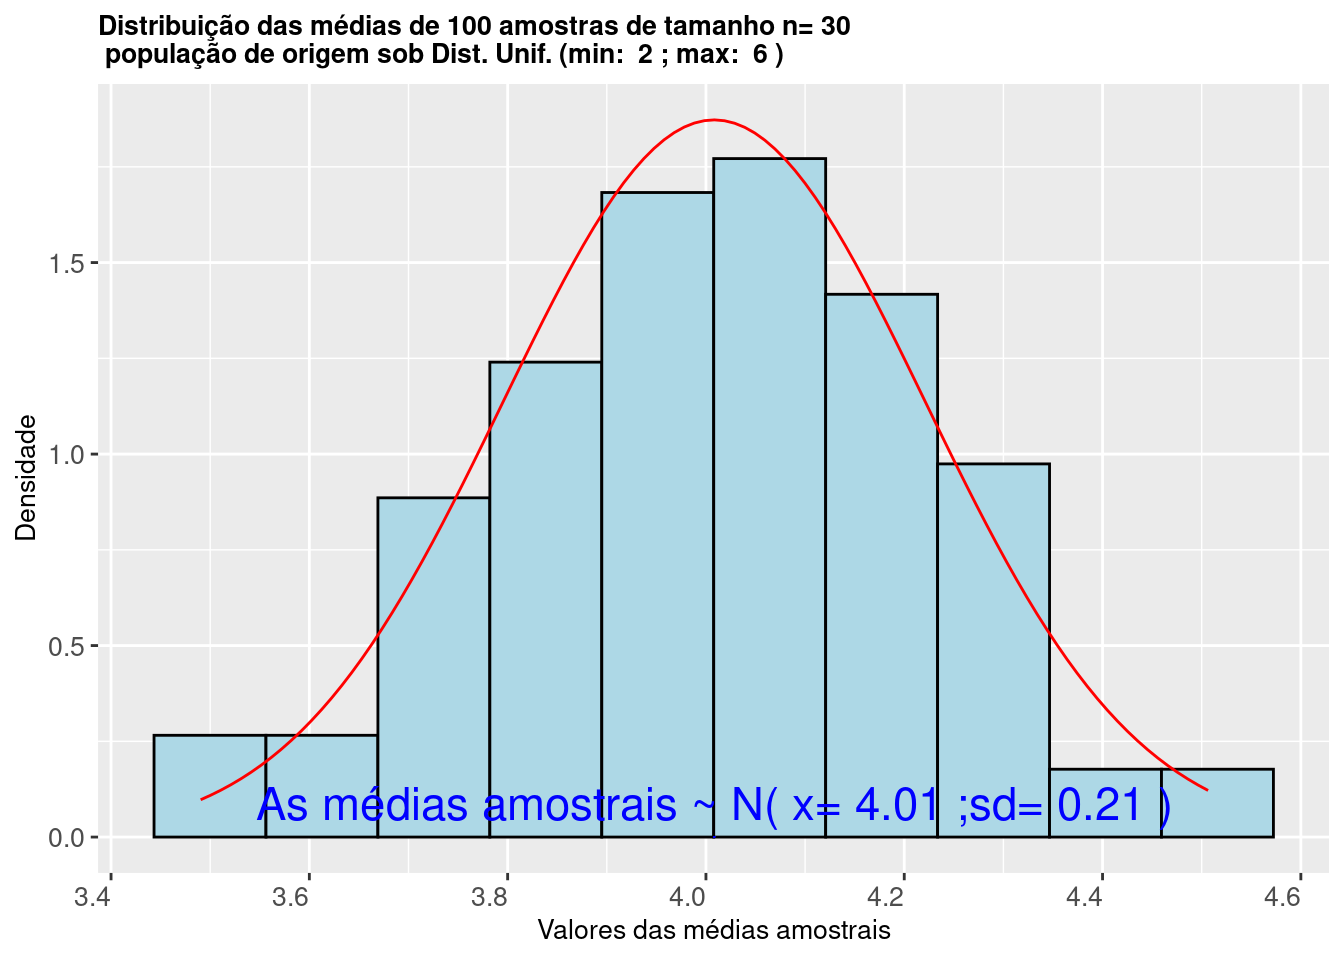 Distribuição das médias de 100 amostras de tamanho n= 30
população de origem sob Dist. Unif. (min:  2 ; max:  6 )
Densidade
1.5
1.0
0.5
0.0
As médias amostrais ~ N( x= 4.01 ;sd= 0.21 )
3.4 3.6 3.8 4.0 4.2 4.4 4.6
Valores das médias amostrais